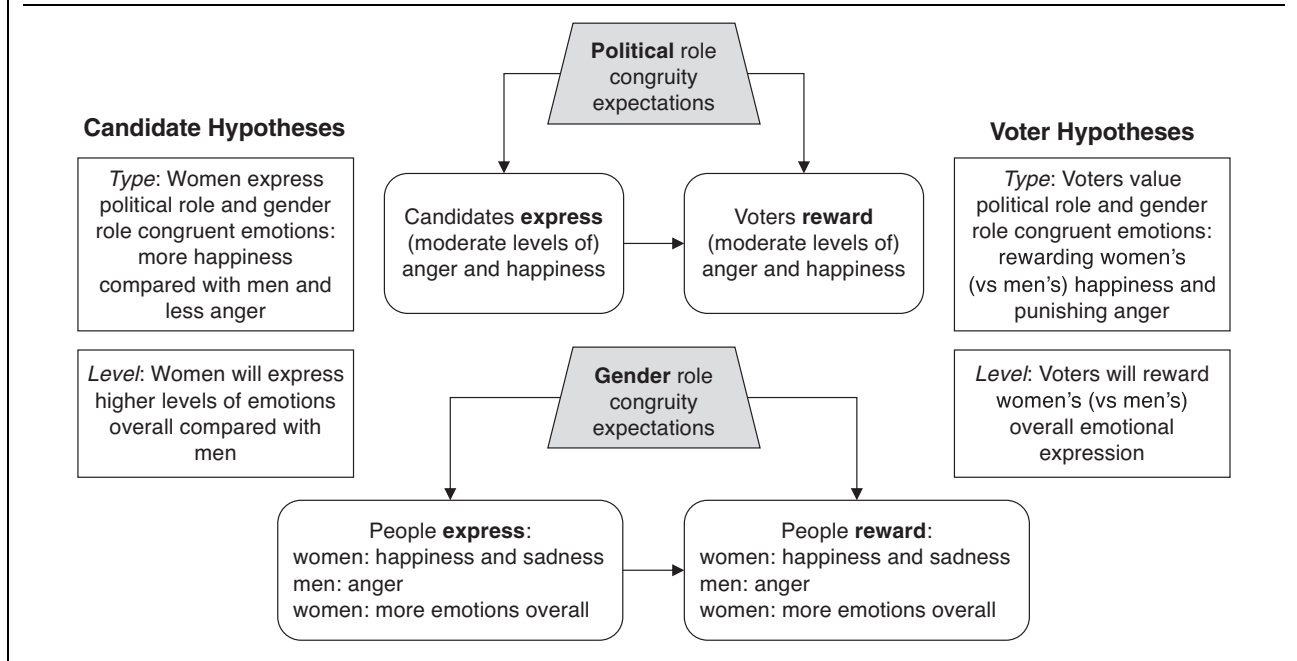 Political role
congruity
expectations
Candidate Hypotheses
Type: Women express
political role and gender
role congruent emotions:
more happiness
compared with men and
less anger
Level: Women will express
higher levels of emotions
overall compared with
men
Candidates express
(moderate levels of)
anger and happiness
Voters reward
(moderate levels of)
anger and happiness
Voter Hypotheses
Type: Voters value
political role and gender
role congruent emotions:
rewarding women's
(vs men's) happiness and
punishing anger
Level: Voters will reward
women's (vs men's)
overall emotional
expression
Gender role
congruity
expectations
People express:
women: happiness and sadness
men: anger
women: more emotions overall
People reward:
women: happiness and sadness
men: anger
women: more emotions overall